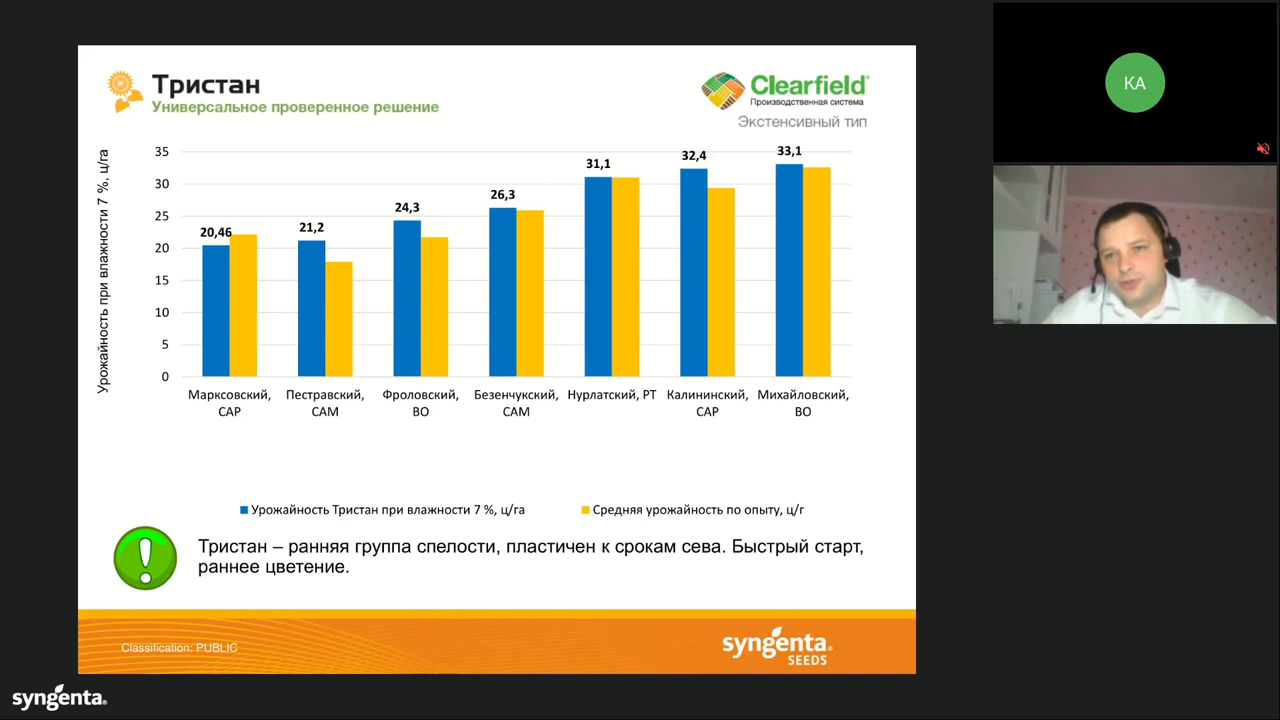 Тристан
Универсальное проверенное решение
Clearfield®
Производственная система
Экстенсивный тип
Урожайность при влажности 7 %, ц/га
35
30
25
20
15
10
5
0
20,46
21,2
24,3
26,3
31,1
32,4
33,1
Марксовский, САР
Пестравский, САМ
Фроловский, ВО
Безенчукский, САМ
Нурлатский, РТ
Калининский, САР
Михайловский, ВО
Урожайность Тристан при влажности 7 %, ц/га
Средняя урожайность по опыту, ц/г
Тристан – ранняя группа спелости, пластичен к срокам сева. Быстрый старт,
раннее цветение.
Classification: PUBLIC
syngenta®
SEEDS
syngenta®
КА